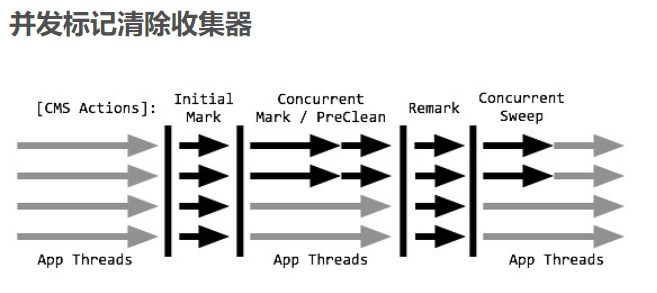 并发标记清除收集器
[CMS Actions]:
Initial
Mark
Concurrent
Mark / PreClean
Remark
Concurrent
Sweep
App Threads
App Threads
App Threads